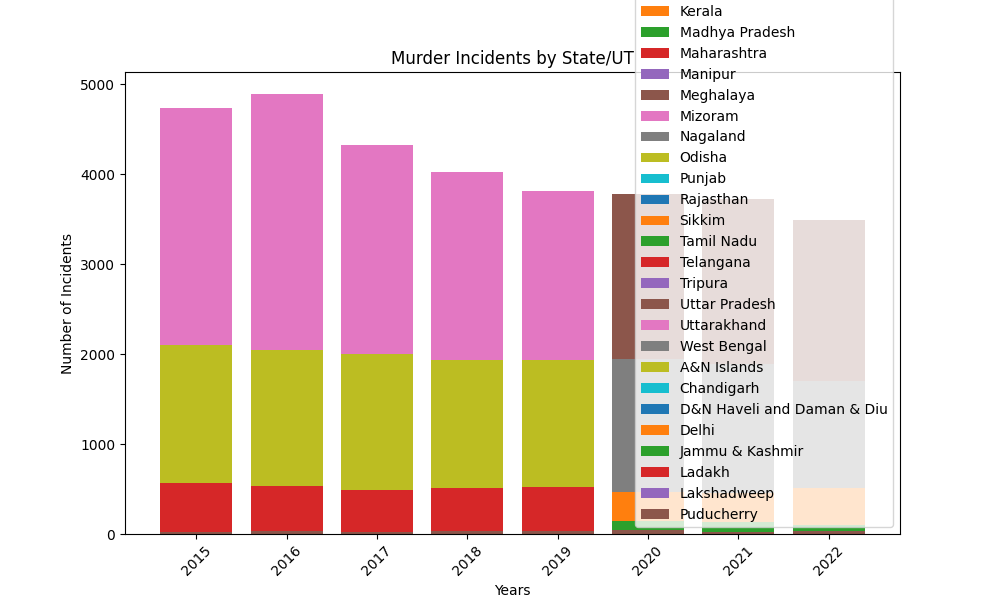 Murder Incidents by State/UT
Number of Incidents
5000
4000
3000
2000
1000
0
2015
2016
2017
2018
2019
2020
2021
2022
Years
Kerala
Madhya Pradesh
Maharashtra
Manipur
Meghalaya
Mizoram
Nagaland
Odisha
Punjab
Rajasthan
Sikkim
Tamil Nadu
Telangana
Tripura
Uttar Pradesh
Uttarakhand
West Bengal
A&N Islands
Chandigarh
D&N Haveli and Daman & Diu
Delhi
Jammu & Kashmir
Ladakh
Lakshadweep
Puducherry